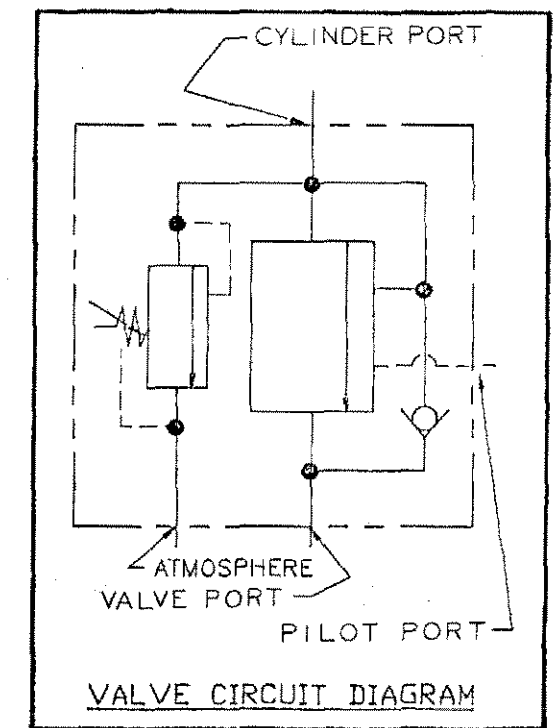 CYLINDER PORT
ATMOSPHERE
VALVE PORT
PILOT PORT
VALVE CIRCUIT DIAGRAM